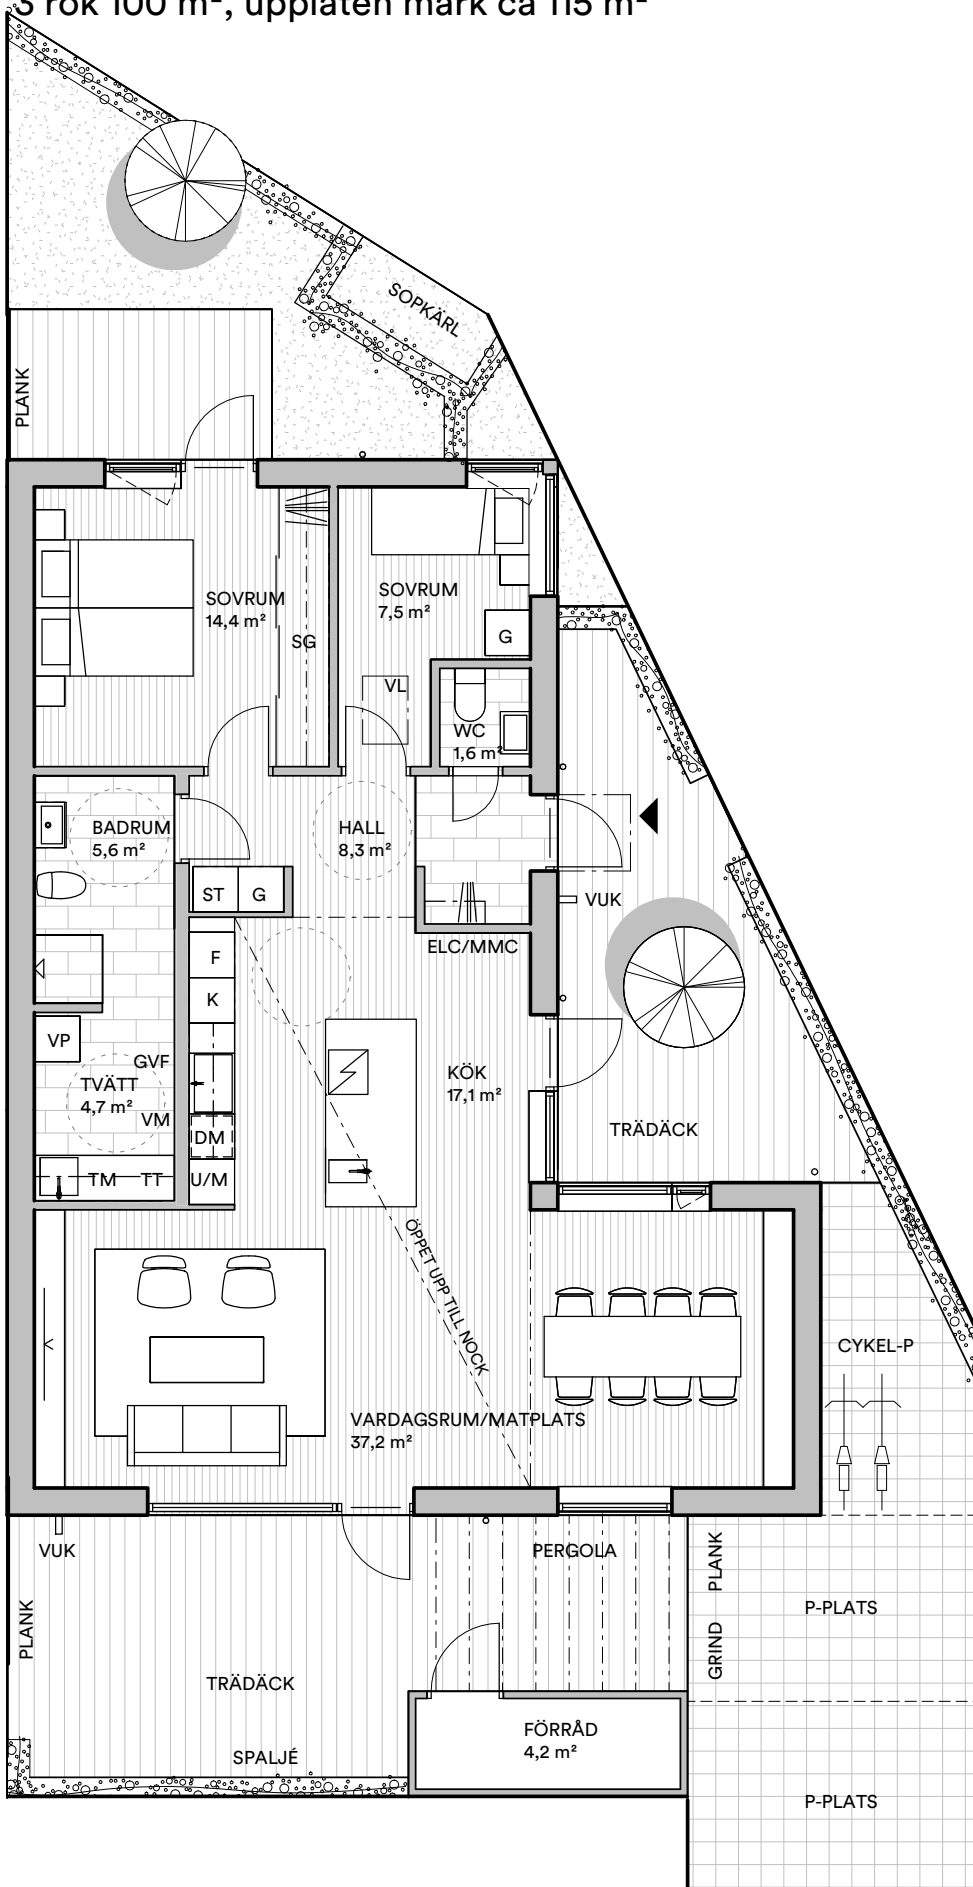 3 rok 100 m², upplåten mark ca 115 m²
SOPKÄRL
PLANK
SOVRUM
14,4 m²
SG
SOVRUM
7,5 m²
G
VL
WC
1,6 m²
BADRUM
5,6 m²
HALL
8,3 m²
ST
G
VUK
ELC/MMC
F
K
VP
GVF
TVÄTT
4,7 m²
VM
KÖK
17,1 m²
DM
TRÄDÄCK
TM
TT
U/M
ÖPPET UPP TILL NOCK
CYKEL-P
VARDAGSRUM/MATPLATS
37,2 m²
VUK
PERGOLA
PLANK
P-PLATS
PLANK
GRIND
TRÄDÄCK
FÖRRÅD
4,2 m²
SPALJÉ
P-PLATS